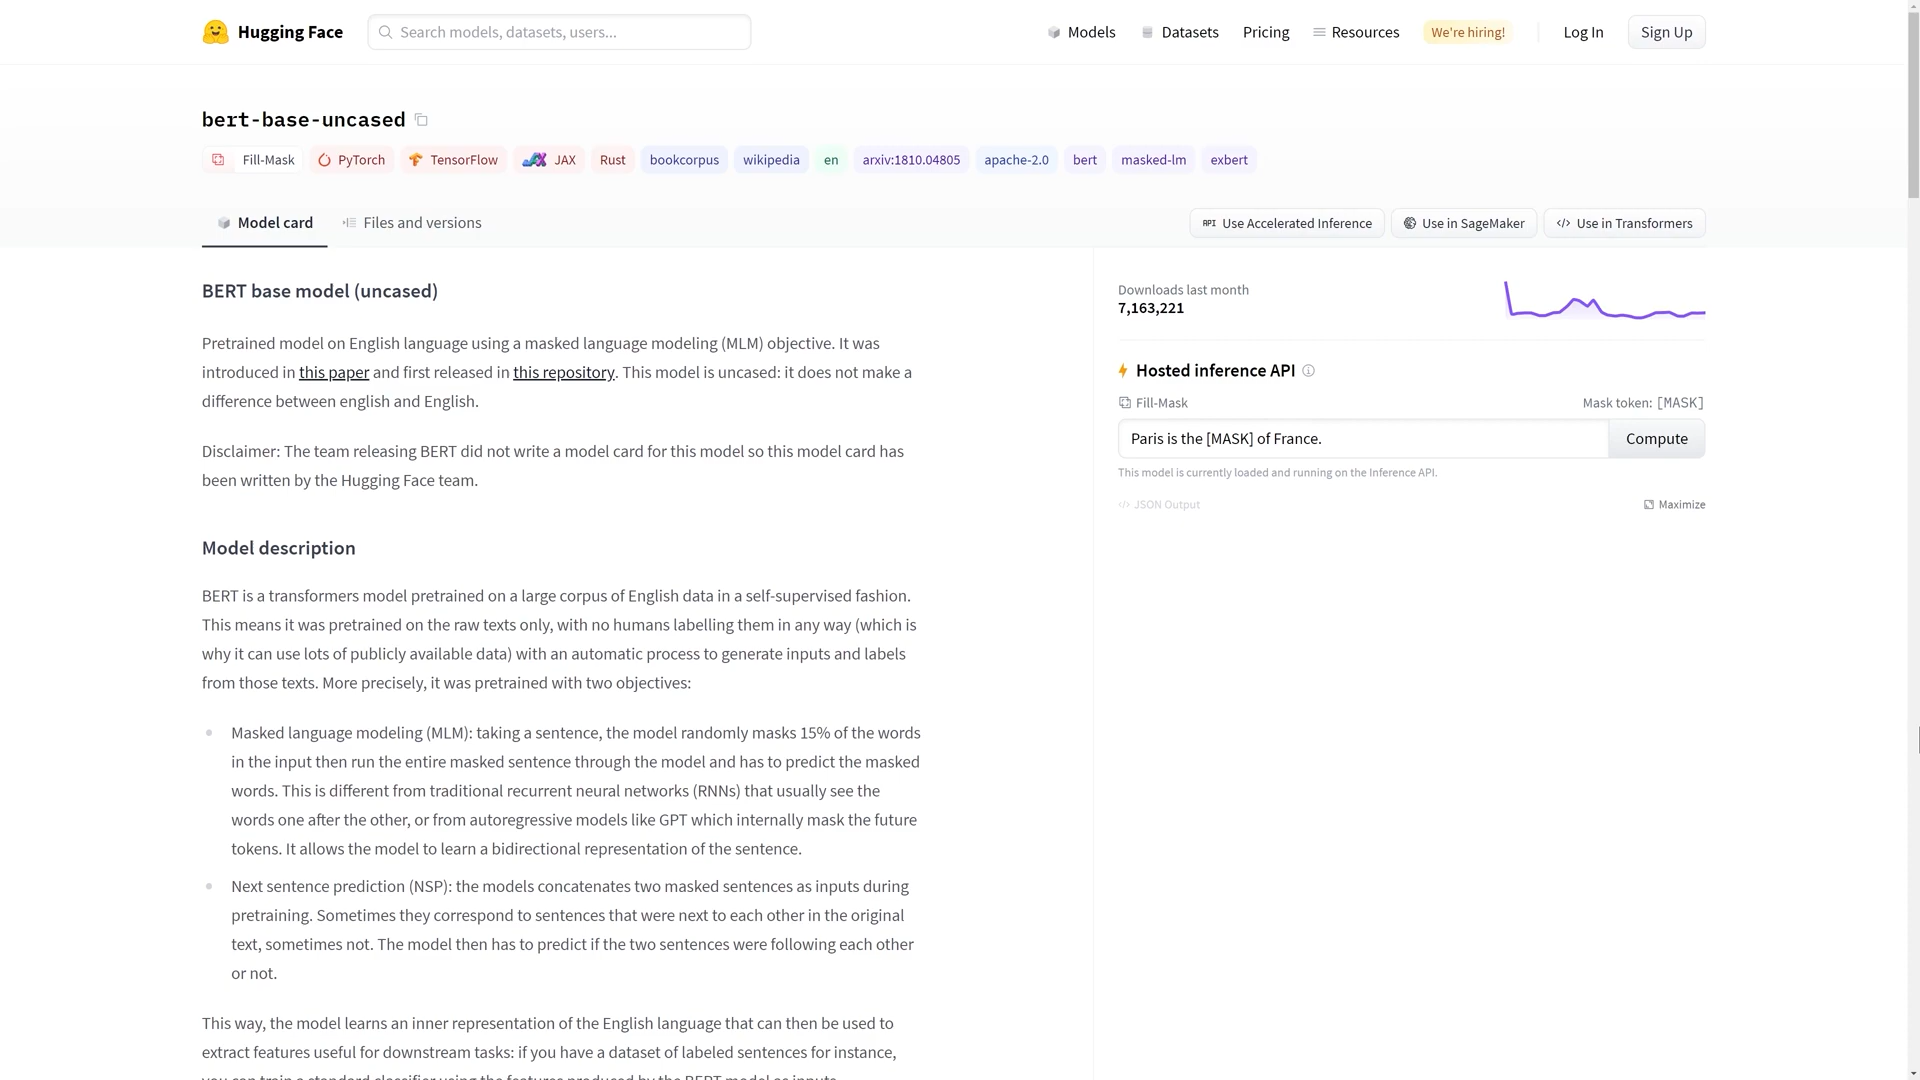 Hugging Face
Search models, datasets, users...
Models
Datasets
Pricing
Resources
We're hiring!
Log In
Sign Up
bert-base-uncased
Fill-Mask
PyTorch
TensorFlow
JAX
Rust
bookcorpus
wikipedia
en
arxiv:1810.04805
apache-2.0
bert
masked-lm
exbert
Model card
Files and versions
API Use Accelerated Inference
Use in SageMaker
</> Use in Transformers
BERT base model (uncased)
Pretrained model on English language using a masked language modeling (MLM) objective. It was
introduced in this paper and first released in this repository. This model is uncased: it does not make a
difference between english and English.
Disclaimer: The team releasing BERT did not write a model card for this model so this model card has
been written by the Hugging Face team.
Model description
BERT is a transformers model pretrained on a large corpus of English data in a self-supervised fashion.
This means it was pretrained on the raw texts only, with no humans labelling them in any way (which is
why it can use lots of publicly available data) with an automatic process to generate inputs and labels
from those texts. More precisely, it was pretrained with two objectives:
Masked language modeling (MLM): taking a sentence, the model randomly masks 15% of the words
in the input then run the entire masked sentence through the model and has to predict the masked
words. This is different from traditional recurrent neural networks (RNNs) that usually see the
words one after the other, or from autoregressive models like GPT which internally mask the future
tokens. It allows the model to learn a bidirectional representation of the sentence.
Next sentence prediction (NSP): the models concatenates two masked sentences as inputs during
pretraining. Sometimes they correspond to sentences that were next to each other in the original
text, sometimes not. The model then has to predict if the two sentences were following each other
or not.
This way, the model learns an inner representation of the English language that can then be used to
extract features useful for downstream tasks: if you have a dataset of labeled sentences for instance,
you can train a standard classifier using the features produced by the BERT model as inputs.
Downloads last month
7,163,221
Hosted inference API
Fill-Mask
Mask token: [MASK]
Paris is the [MASK] of France.
Compute
This model is currently loaded and running on the Inference API.
</> JSON Output
Maximize